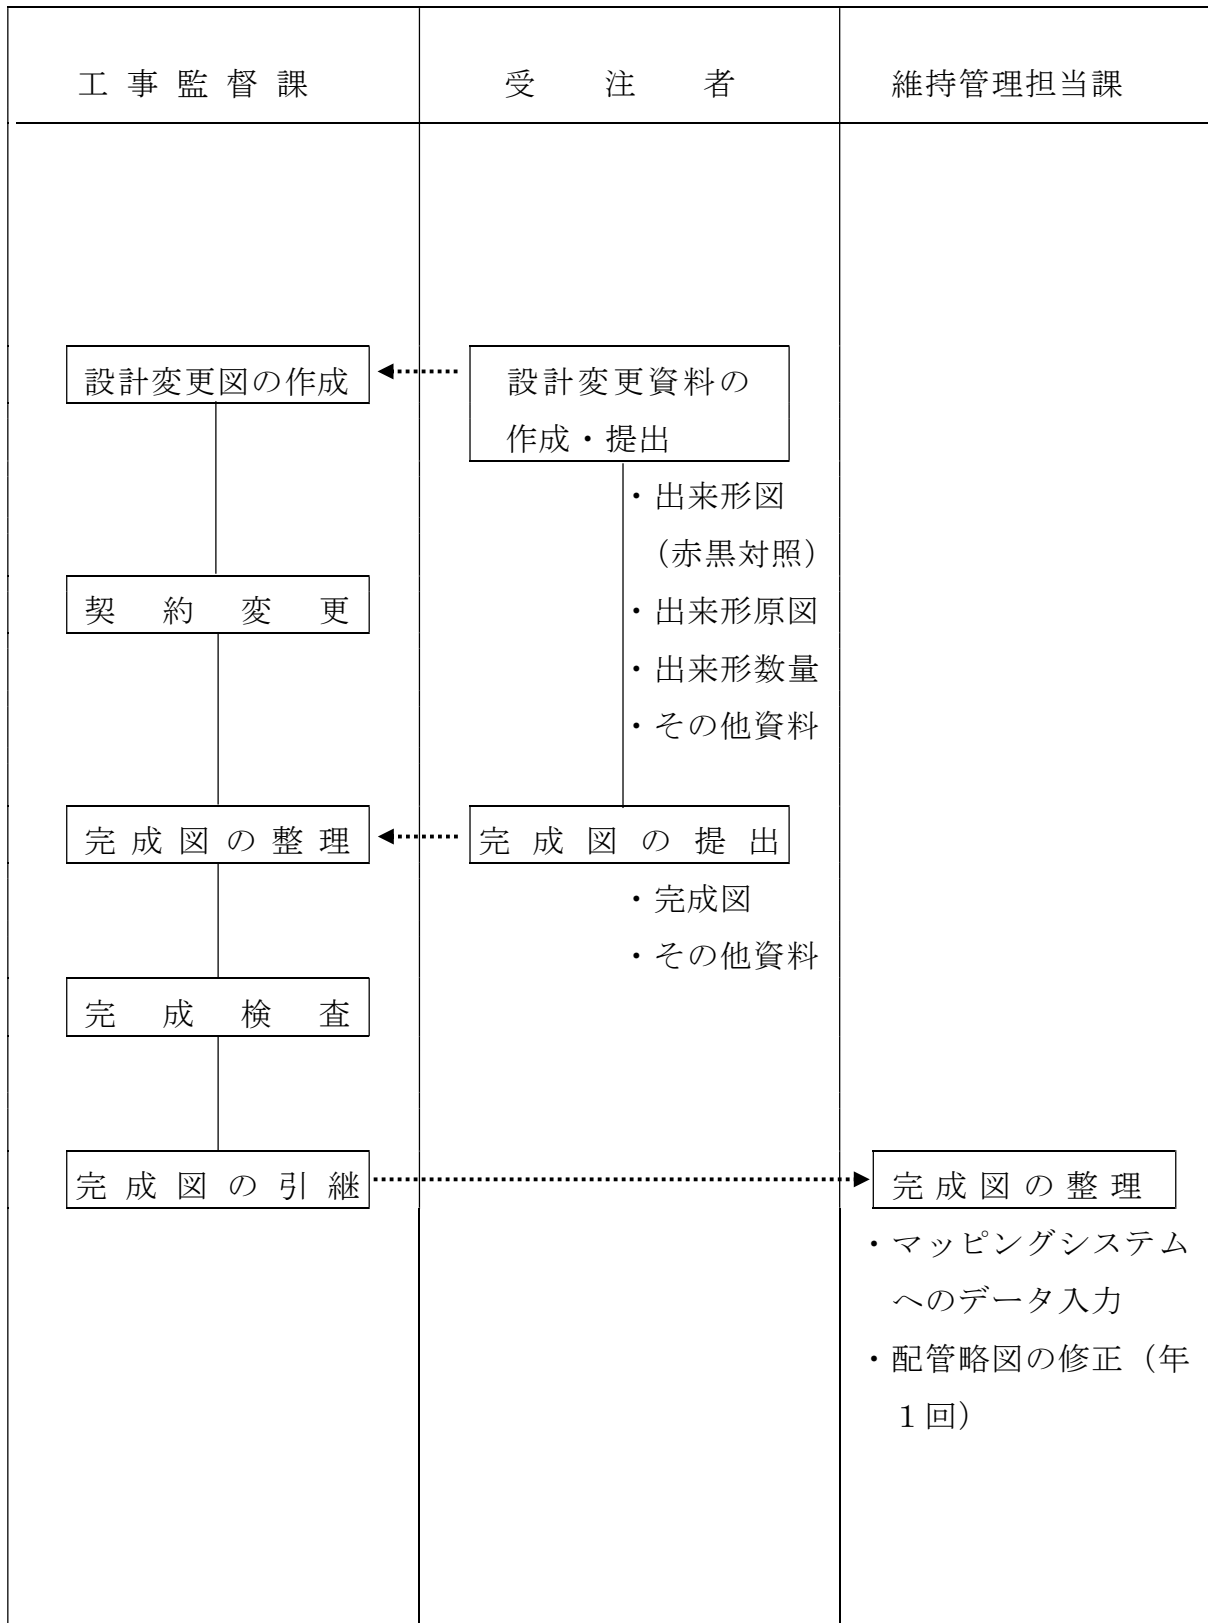 工事監督課
受注者
維持管理担当課
設計変更図の作成
設計変更資料の
作成・提出
・出来形図
（赤黒対照）
契約変更
・出来形原図
・出来形数量
・その他資料
完成図の整理
完成図の提出
・完成図
・その他資料
完成検査
完成図の引継
完成図の整理
・マッピングシステム
へのデータ入力
・配管略図の修正（年
１回）